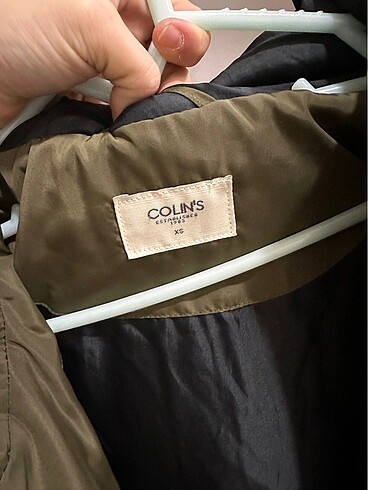 COLIN'S
ESTABLISHED
1983
XS